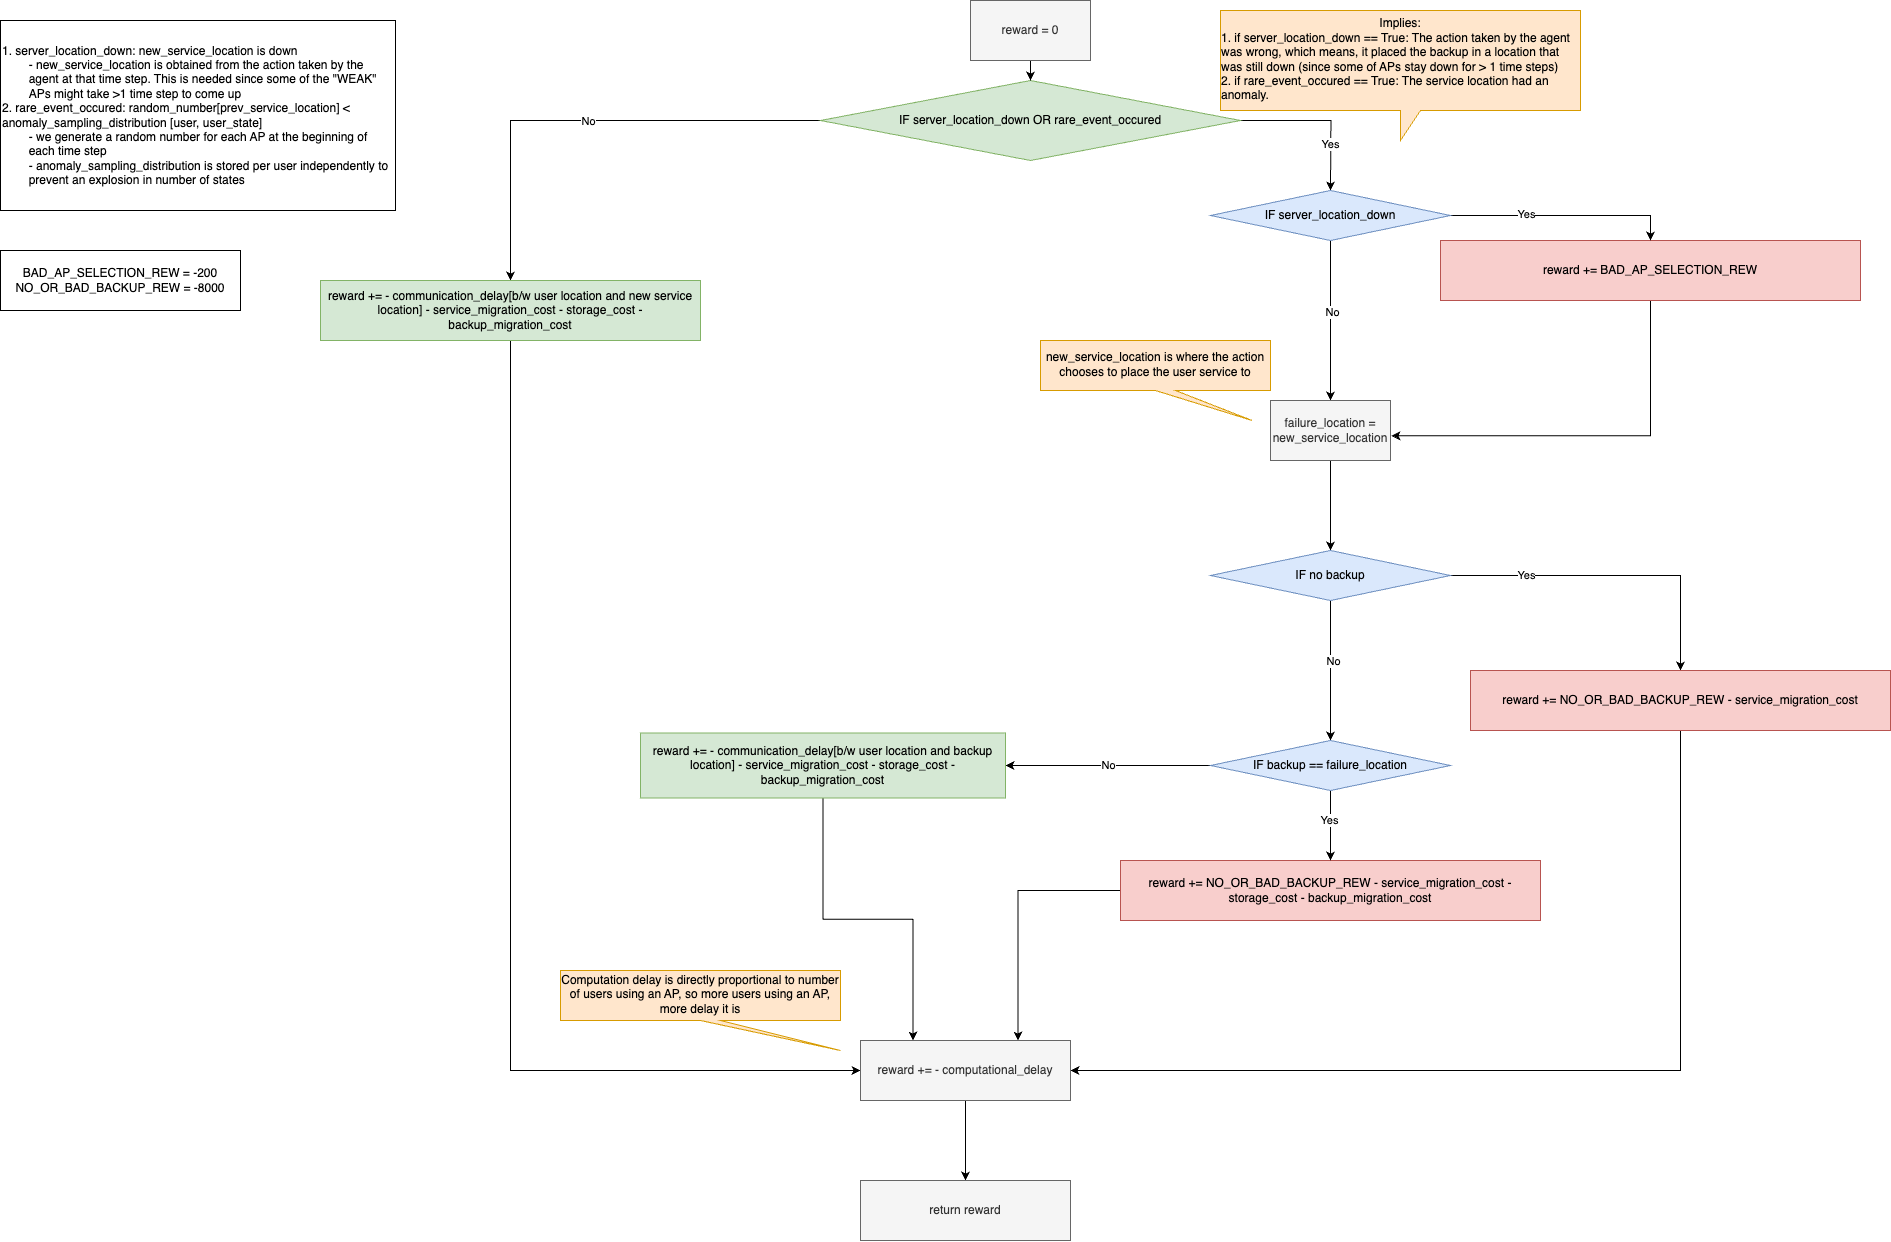 reward = 0
1. server_location_down: new_service_location is down
- new_service_location is obtained from the action taken by the
agent at that time step. This is needed since some of the "WEAK"
APs might take >1 time step to come up
2. rare_event_occured: random_number[prev_service_location] <
anomaly_sampling_distribution [user, user_state]
- we generate a random number for each AP at the beginning of
each time step
- anomaly_sampling_distribution is stored per user independently to
prevent an explosion in number of states
Implies:
1. if server_location_down == True: The action taken by the agent
was wrong, which means, it placed the backup in a location that
was still down (since some of APs stay down for > 1 time steps)
2. if rare_event_occured == True: The service location had an
anomaly.
IF server_location_down OR rare_event_occured
No
Yes
IF server_location_down
Yes
BAD_AP_SELECTION_REW = -200
NO_OR_BAD_BACKUP_REW = -8000
reward += BAD_AP_SELECTION_REW
reward += - communication_delay[b/w user location and new service
location] - service_migration_cost - storage_cost -
backup_migration_cost
No
new_service_location is where the action
chooses to place the user service to
failure_location =
new_service_location
IF no backup
Yes
No
reward += NO_OR_BAD_BACKUP_REW - service_migration_cost
reward += - communication_delay[b/w user location and backup
location] - service_migration_cost - storage_cost -
backup_migration_cost
No
IF backup == failure_location
Yes
reward += NO_OR_BAD_BACKUP_REW - service_migration_cost -
storage_cost - backup_migration_cost
Computation delay is directly proportional to number
of users using an AP, so more users using an AP,
more delay it is
reward += - computational_delay
return reward